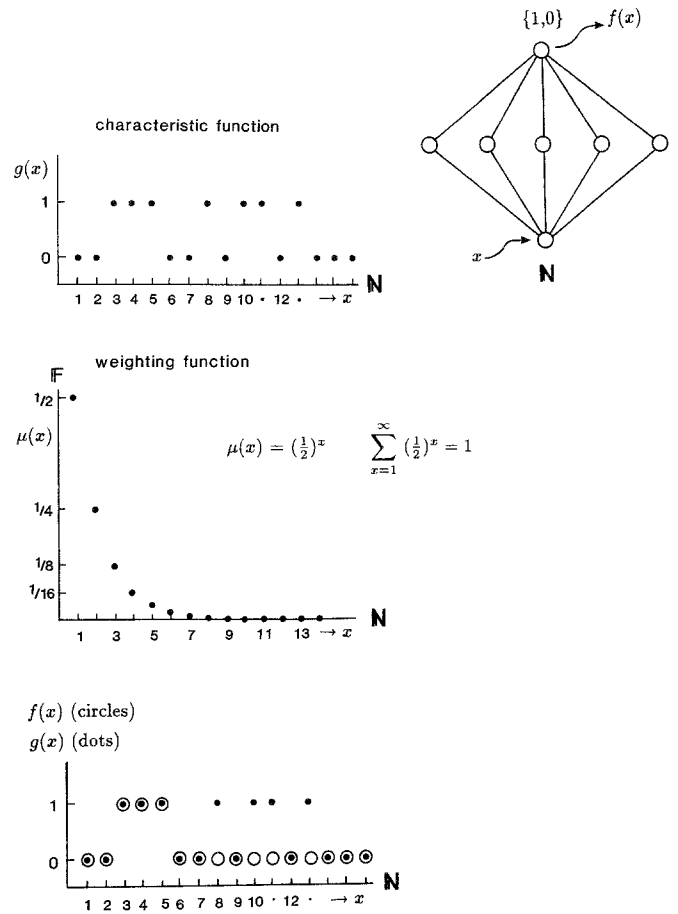 {1,0}
f(x)
x
ℕ
characteristic function
g(x)
1
0
1 2 3 4 5 6 7 8 9 10 · 12 · → x ℕ
weighting function
𝔽
1/2
μ(x)
1/4
1/8
1/16
μ(x) = (1/2)^x
∞
∑ (1/2)^x = 1
x=1
1 3 5 7 9 11 13 → x ℕ
f(x) (circles)
g(x) (dots)
1
0
1 2 3 4 5 6 7 8 9 10 · 12 · → x ℕ